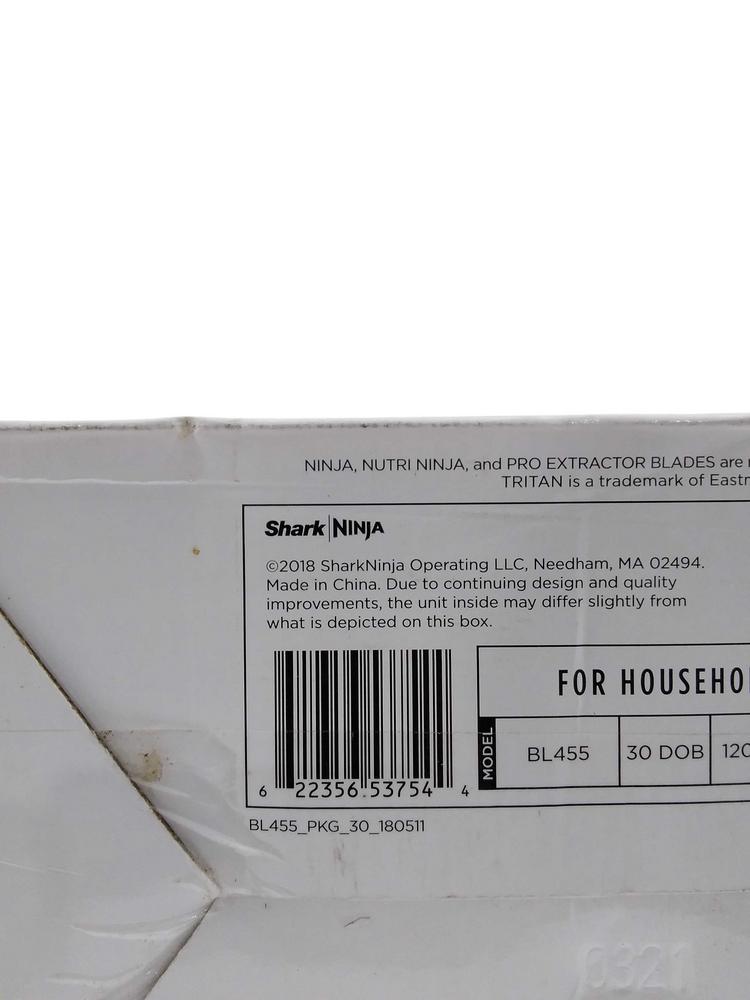 NINJA, NUTRI NINJA, and PRO EXTRACTOR BLADES are
TRITAN is a trademark of
Shark NINJA
©2018 SharkNinja Operating LLC, Needham, MA 02494.
Made in China. Due to continuing design and quality
improvements, the unit inside may differ slightly from
what is depicted on this box.
FOR
MODEL BL455 30 DOB 120
6 22356 53754 4
BL455_PKG_30_180511
0321